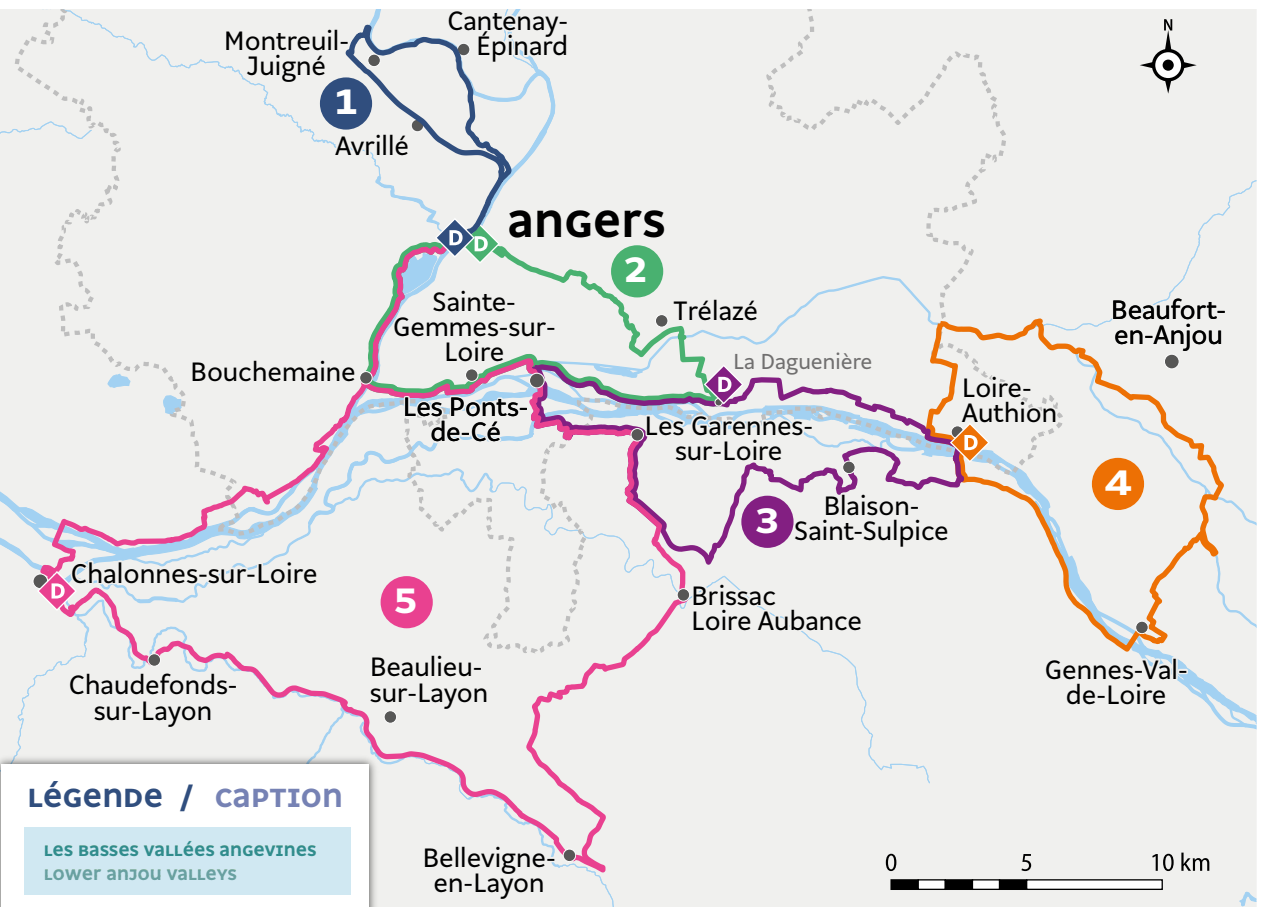 N
Cantenay-
Épinard
Montreuil-
Juigné
1
Avrillé
D
D
angers
2
Sainte-
Gemmes-sur-
Loire
Trélazé
Beaufort-
en-Anjou
La Daguenière
D
Bouchemaine
Les Ponts-
de-Cé
Loire-
Authion
D
Les Garennes-
sur-Loire
4
3
Blaison-
Saint-Sulpice
Chalonnes-sur-Loire
D
5
Brissac
Loire Aubance
Beaulieu-
sur-Layon
Chaudefonds-
sur-Layon
Gennes-Val-
de-Loire
Légende / Caption
Les Basses Vallées Angevines
Lower Anjou Valleys
Bellevigne-
en-Layon
0 5 10 km